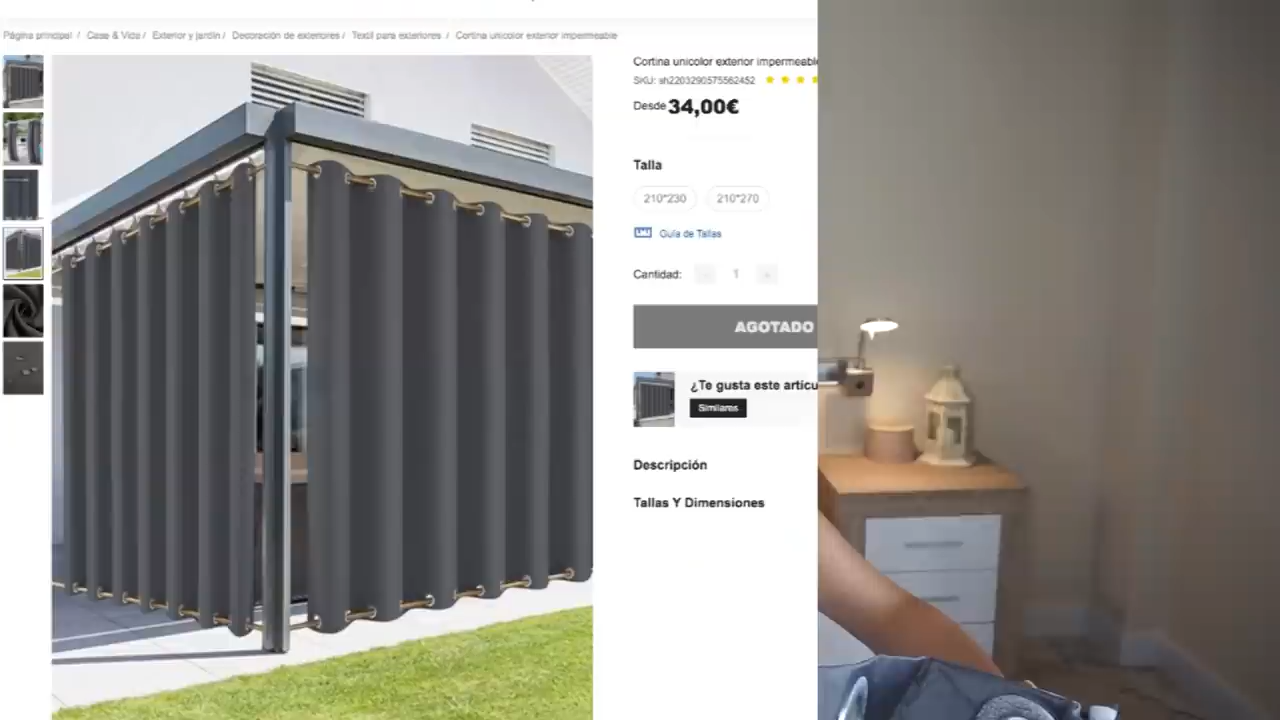 Página principal / Casa & Vida / Exterior y jardín / Decoración de exteriores / Textil para exteriores / Cortina unicolor exterior impermeable
Cortina unicolor exterior impermeable
SKU: sh2203290575562452
Desde 34,00€
Talla
210*230 210*270
Guía de Tallas
Cantidad: - 1 +
AGOTADO
¿Te gusta este artícu
Similares
Descripción
Tallas Y Dimensiones